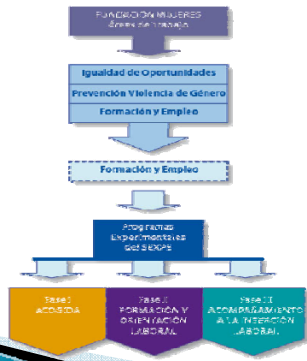 FUNDACIÓN MUJERES
Áreas de Trabajo
Igualdad de Oportunidades
Prevención Violencia de Género
Formación y Empleo
Formación y Empleo
Programas
Experimentales
del SEXPE
Fase I
ACOGIDA
Fase II
FORMACIÓN Y
ORIENTACIÓN
LABORAL
Fase III
ACOMPAÑAMIENTO
A LA INSERCIÓN
LABORAL